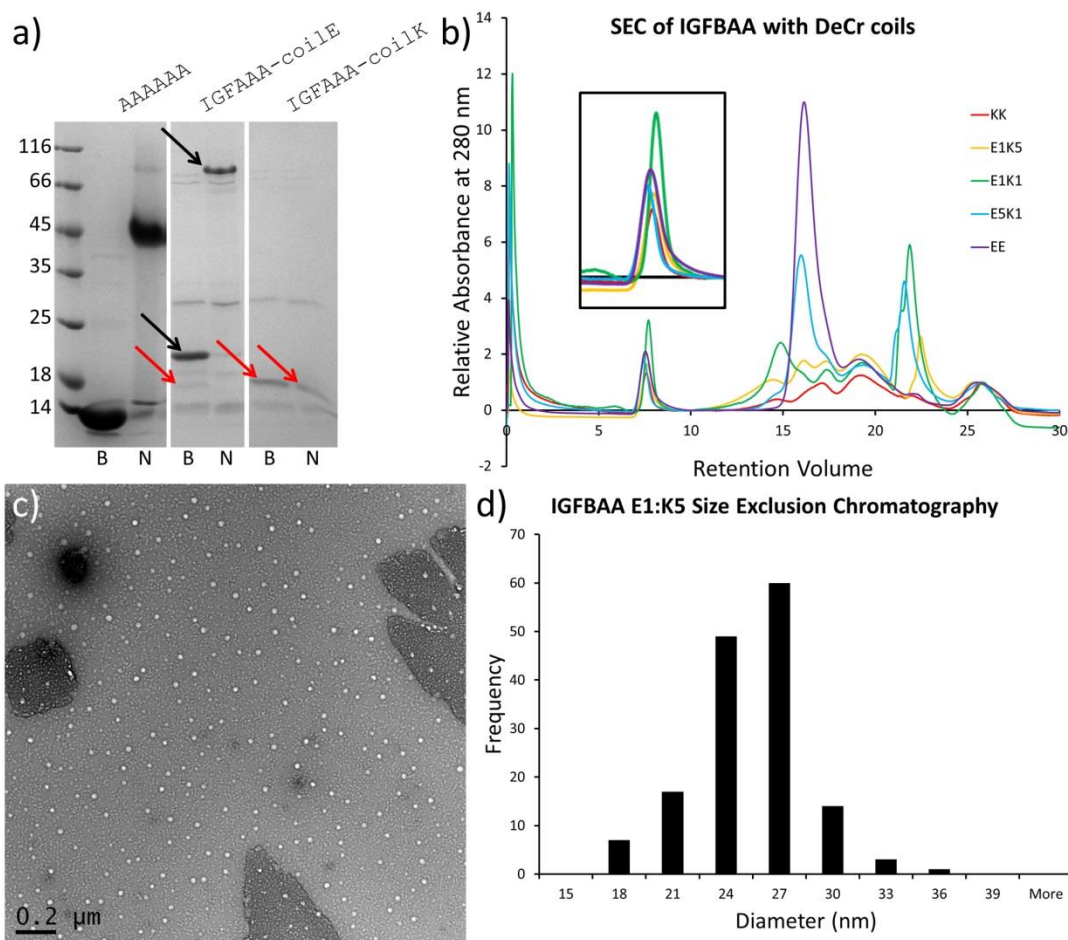 a)
AAAAAA
IGFAAA-coilE
IGFAAA-coilK
116
66
45
35
25
18
14
B N B N B N
b)
SEC of IGFBAA with DeCr coils
Relative Absorbance at 280 nm
14
12
10
8
6
4
2
0
-2
0 5 10 15 20 25 30
Retention Volume
KK
E1K5
E1K1
E5K1
EE
c)
0.2 μm
d)
IGFBAA E1:K5 Size Exclusion Chromatography
Frequency
70
60
50
40
30
20
10
0
15 18 21 24 27 30 33 36 39 More
Diameter (nm)